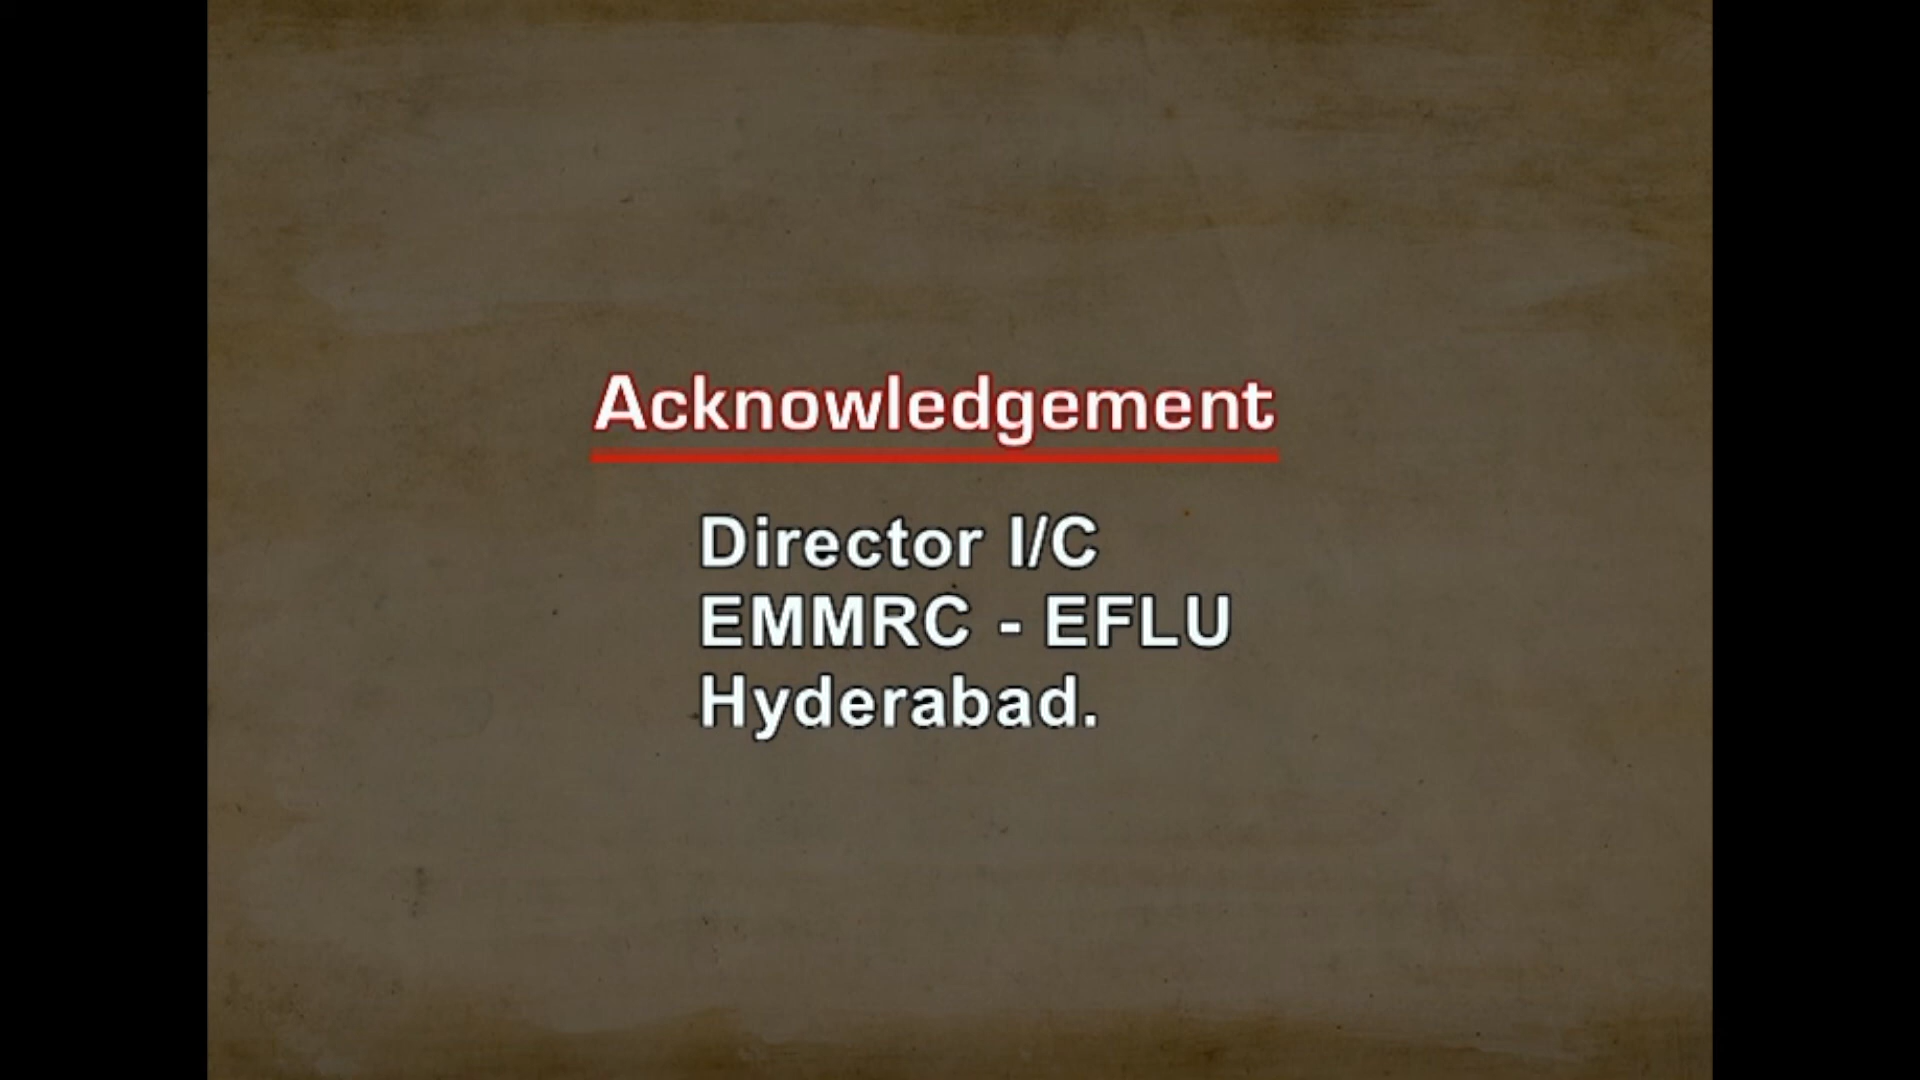 Acknowledgement
Director I/C
EMMRC - EFLU
Hyderabad.